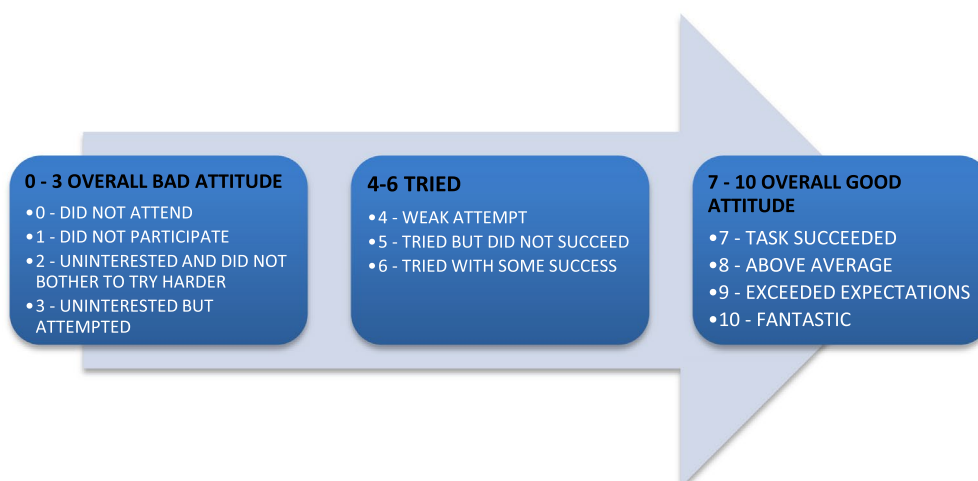 0 - 3 OVERALL BAD ATTITUDE
•0 - DID NOT ATTEND
•1 - DID NOT PARTICIPATE
•2 - UNINTERESTED AND DID NOT
BOTHER TO TRY HARDER
•3 - UNINTERESTED BUT
ATTEMPTED
4-6 TRIED
•4 - WEAK ATTEMPT
•5 - TRIED BUT DID NOT SUCCEED
•6 - TRIED WITH SOME SUCCESS
7 - 10 OVERALL GOOD
ATTITUDE
•7 - TASK SUCCEEDED
•8 - ABOVE AVERAGE
•9 - EXCEEDED EXPECTATIONS
•10 - FANTASTIC